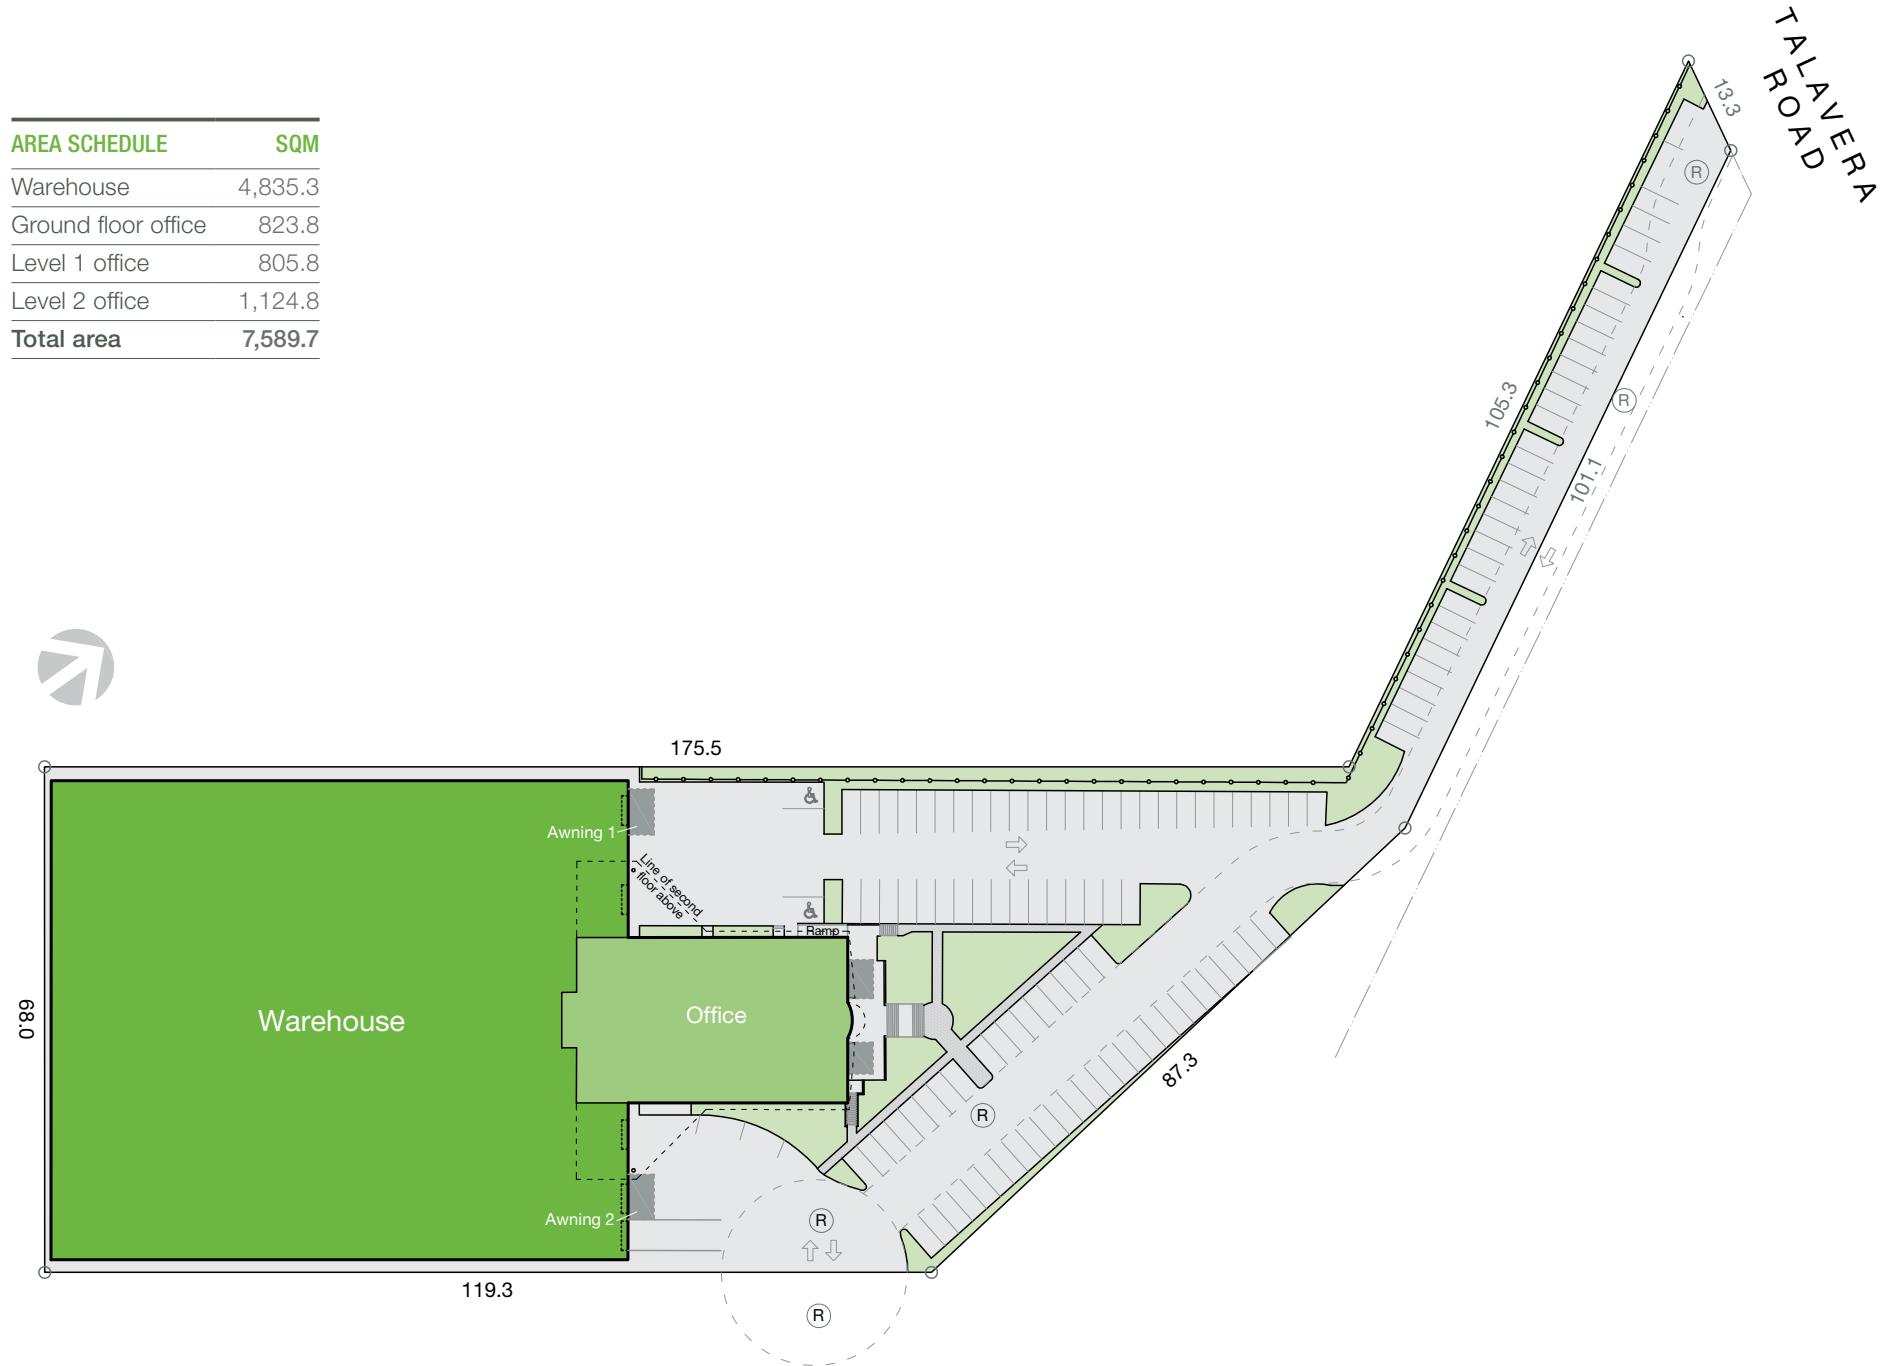 AREA SCHEDULE SQM
Warehouse 4,835.3
Ground floor office 823.8
Level 1 office 805.8
Level 2 office 1,124.8
Total area 7,589.7
TALAVERA
ROAD
13.3
R
105.3
R
101.1
175.5
68.0
Warehouse
Awning 1
Line of second
floor above
Ramp
Office
R
87.3
Awning 2
R
119.3
R